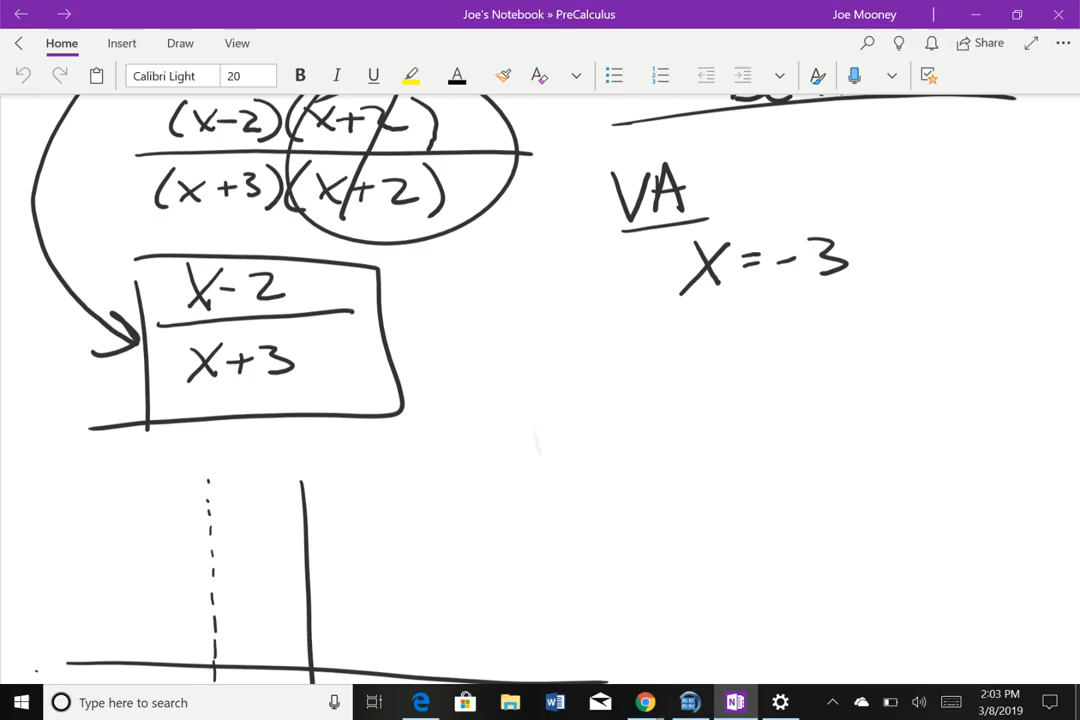 Joe's Notebook » PreCalculus
Joe Mooney
Home Insert Draw View
Share
Calibri Light 20 B I U A A
(x-2)(x+2)
(x+3)(x+2)
VA
X=-3
X-2
X+3
Type here to search
2:03 PM
3/8/2019